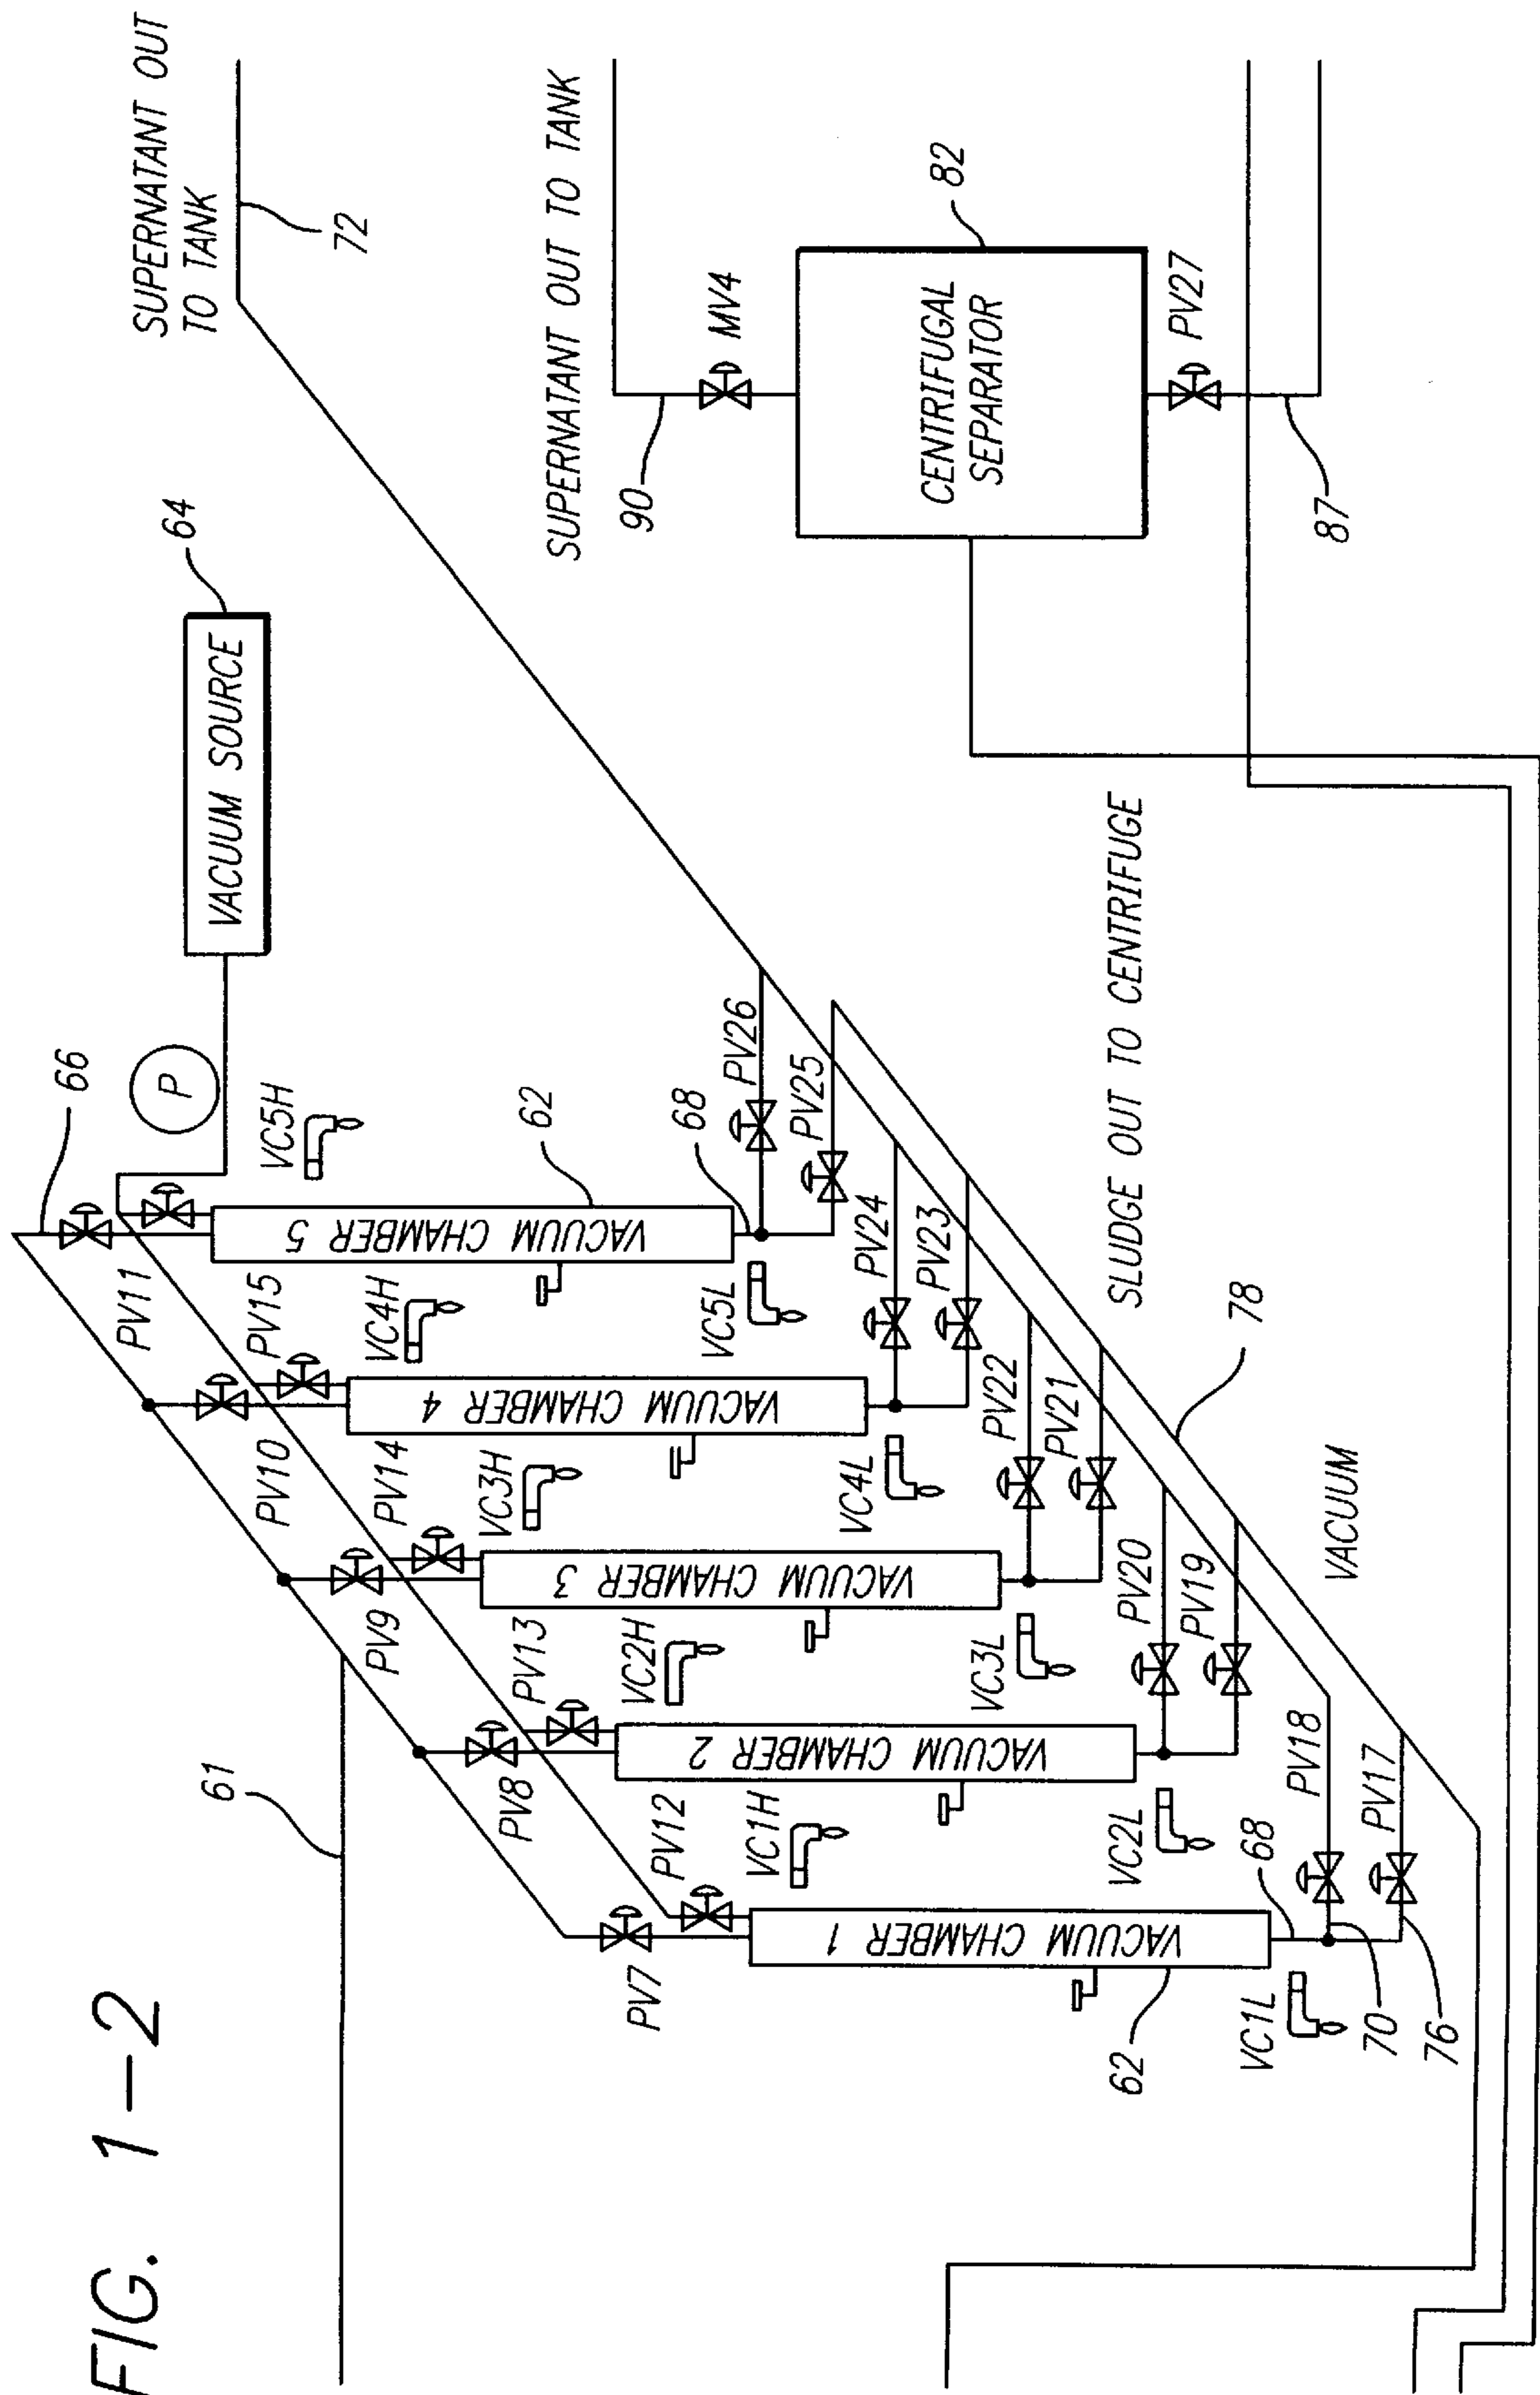 FIG. 1-2
SUPERNATANT OUT
TO TANK
72
64
VACUUM SOURCE
66
P
VC5H
61
PV11
PV15
VC4H
PV10
PV14
VC3H
PV9
PV13
VC2H
PV8
PV12
VC1H
PV7
VACUUM CHAMBER 5
62
VACUUM CHAMBER 4
VACUUM CHAMBER 3
VACUUM CHAMBER 2
VACUUM CHAMBER 1
62
68
VC5L
PV26
PV25
VC4L
PV24
PV23
VC3L
PV22
PV21
VC2L
PV20
PV19
VC1L
68
PV18
PV17
70
76
SUPERNATANT OUT TO TANK
90
MV4
CENTRIFUGAL
SEPARATOR
82
PV27
87
SLUDGE OUT TO CENTRIFUGE
78
VACUUM